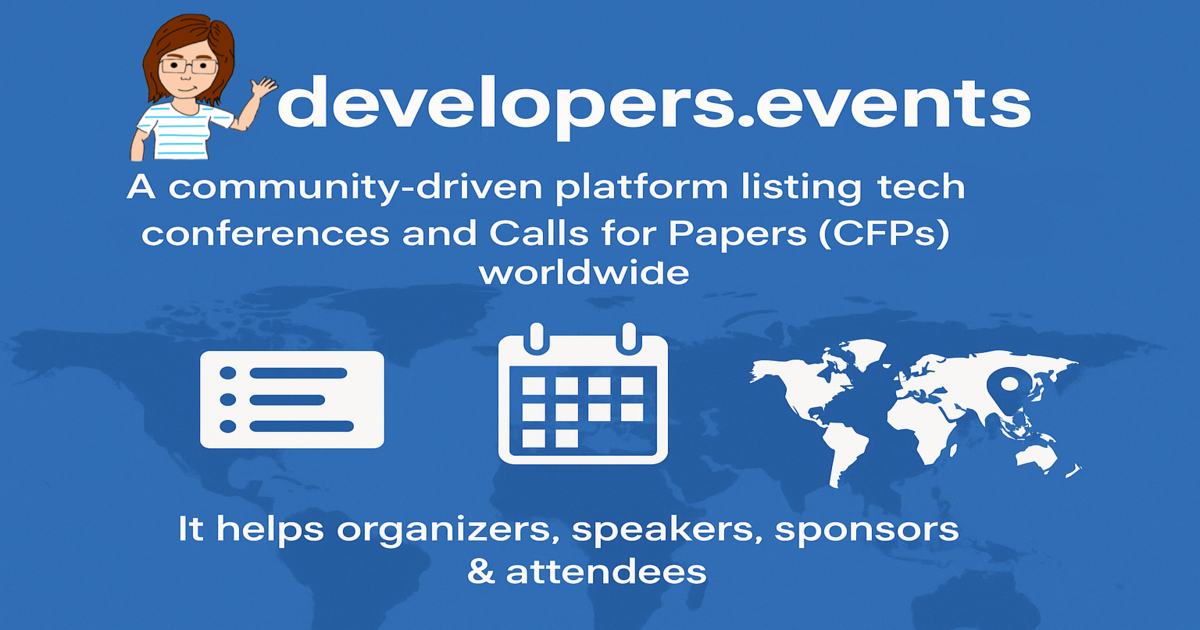 developers.events
A community-driven platform listing tech
conferences and Calls for Papers (CFPs)
worldwide
It helps organizers, speakers, sponsors
& attendees